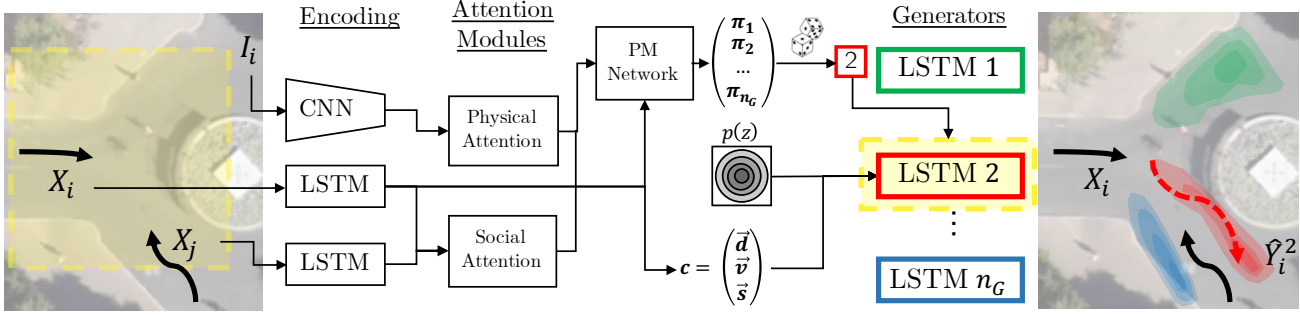 Encoding
Attention
Modules
Generators
I_i
CNN
Physical
Attention
PM
Network
π_1
π_2
...
π_{n_G}
2
LSTM 1
p(z)
X_i
LSTM
LSTM 2
X_i
X_j
LSTM
Social
Attention
c = ( d⃗ v⃗ s⃗ )
⋮
LSTM n_G
Ŷ_i^2